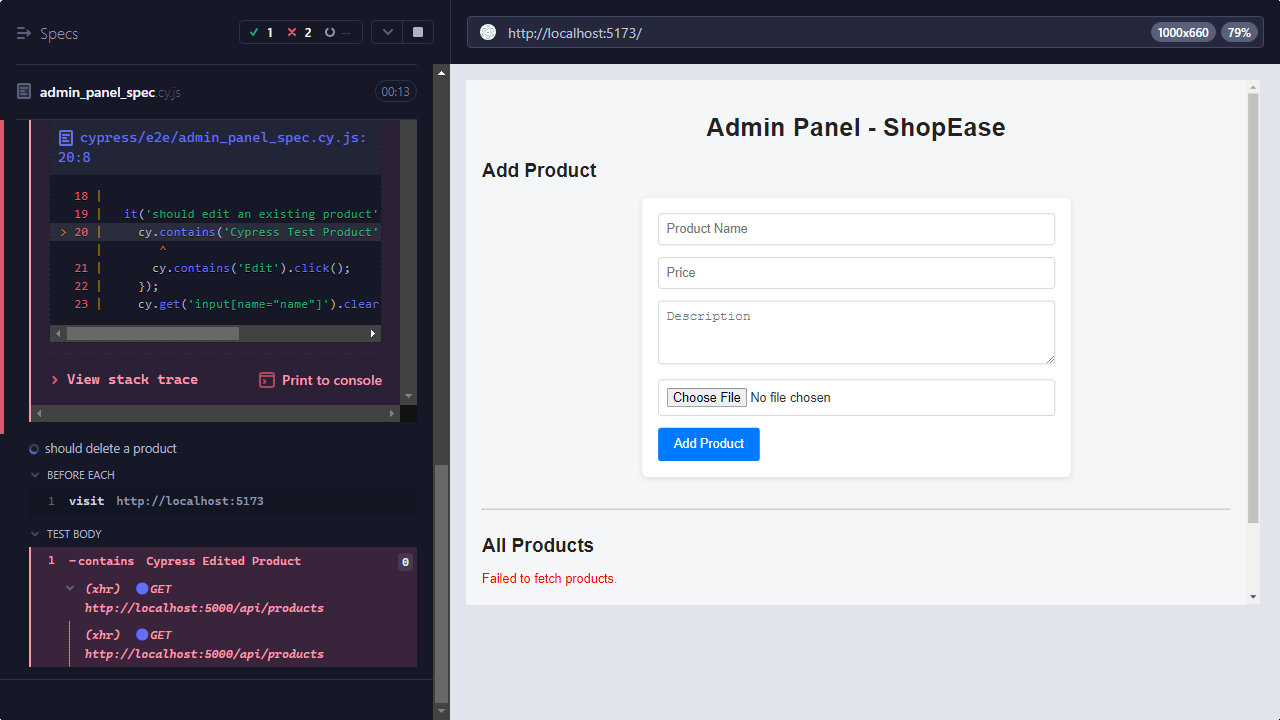 Specs
1 2 --
admin_panel_spec.cy.js 00:13
cypress/e2e/admin_panel_spec.cy.js:
20:8
18 |
19 | it('should edit an existing product'
> 20 | cy.contains('Cypress Test Product'
| ^
21 | cy.contains('Edit').click();
22 | });
23 | cy.get('input[name="name"]').clear
View stack trace Print to console
should delete a product
BEFORE EACH
1 visit http://localhost:5173
TEST BODY
1 -contains Cypress Edited Product 0
(xhr) GET
http://localhost:5000/api/products
(xhr) GET
http://localhost:5000/api/products
http://localhost:5173/ 1000x660 79%
Admin Panel - ShopEase
Add Product
Product Name
Price
Description
Choose File No file chosen
Add Product
All Products
Failed to fetch products.